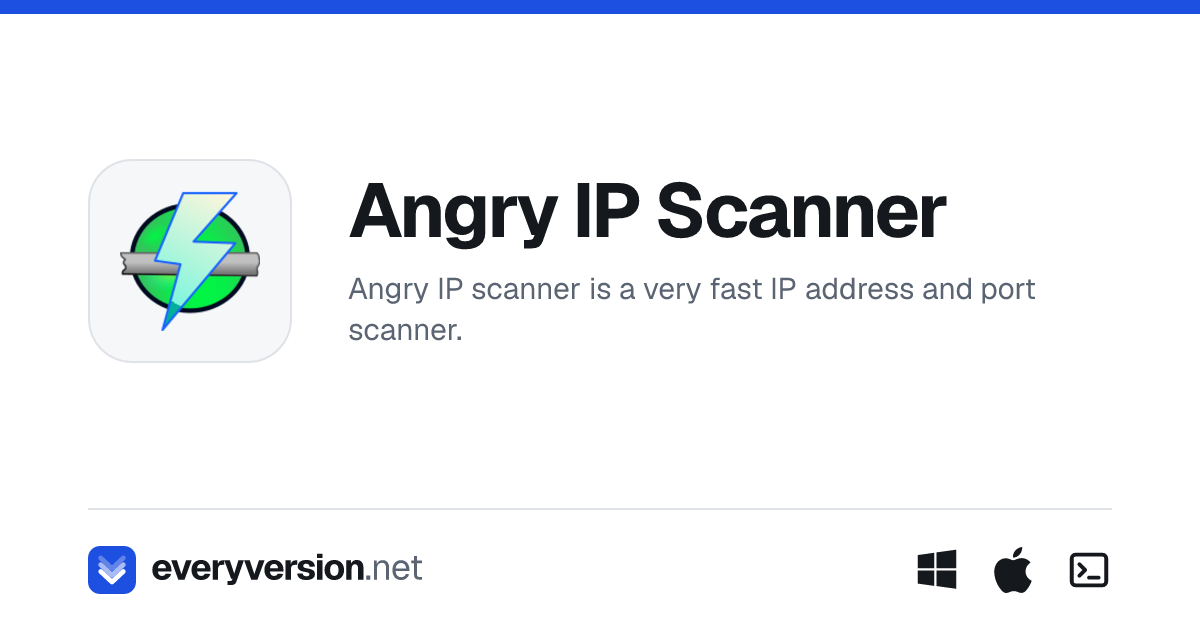 Angry IP Scanner
Angry IP scanner is a very fast IP address and port
scanner.
everyversion.net